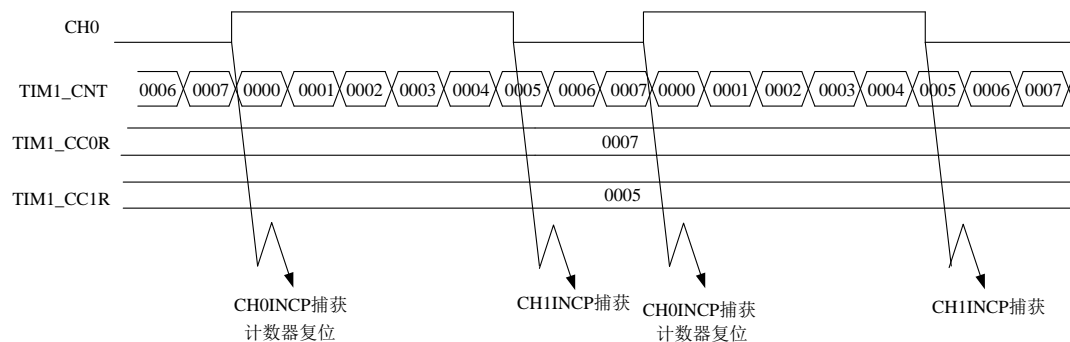 CH0
TIM1_CNT 0006 0007 0000 0001 0002 0003 0004 0005 0006 0007 0000 0001 0002 0003 0004 0005 0006 0007
TIM1_CC0R 0007
TIM1_CC1R 0005
CH0INCP捕获
计数器复位
CH1INCP捕获
CH0INCP捕获
计数器复位
CH1INCP捕获